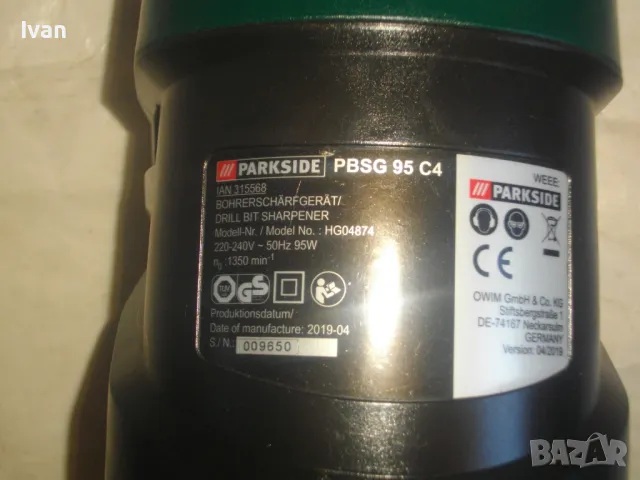 Ivan
PARKSIDE PBSG 95 C4
IAN 315568
BOHRERSCHÄRFGERÄT/
DRILL BIT SHARPENER
Modell-Nr. / Model No. : HG04874
220-240V ~ 50Hz 95W
n₀ :1350 min⁻¹
TÜV GS
Produktionsdatum/
Date of manufacture: 2019-04
S./ N.: 009650
WEEE:
PARKSIDE
CE
OWIM GmbH & Co. KG
Stiftsbergstraße 1
DE-74167 Neckarsulm
GERMANY
Version: 04/2019
BAZAR